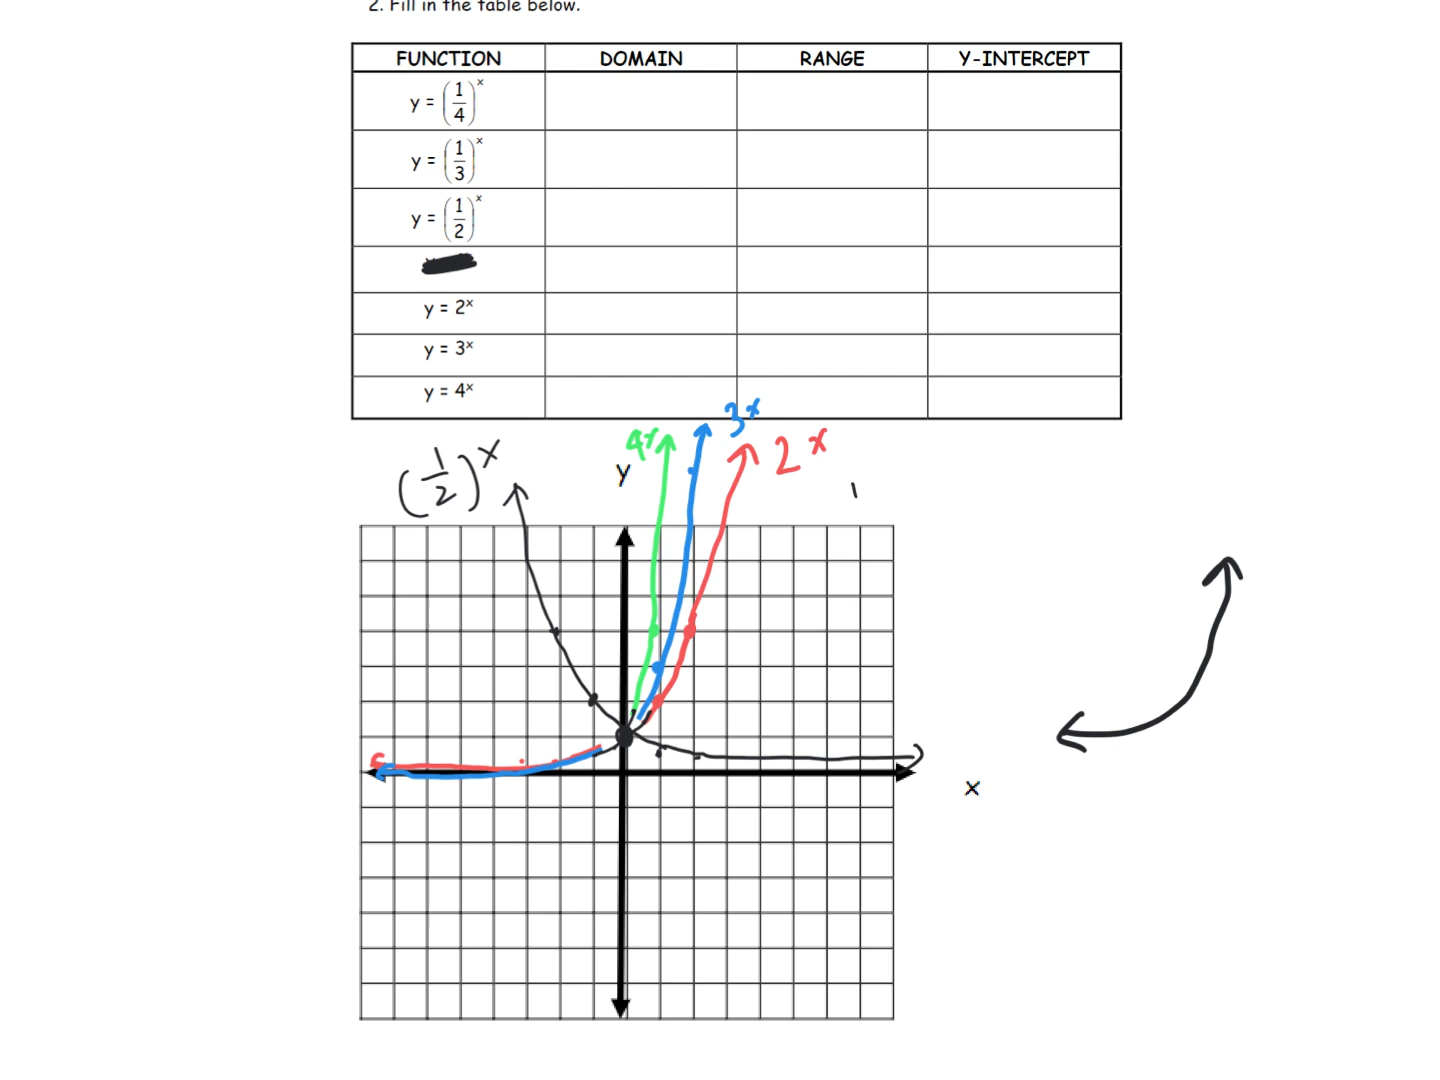 2. Fill in the table below.
FUNCTION DOMAIN RANGE Y-INTERCEPT
y = (1/4)^x
y = (1/3)^x
y = (1/2)^x
y = 2^x
y = 3^x
y = 4^x
4^x 3^x 2^x
(1/2)^x
y
x